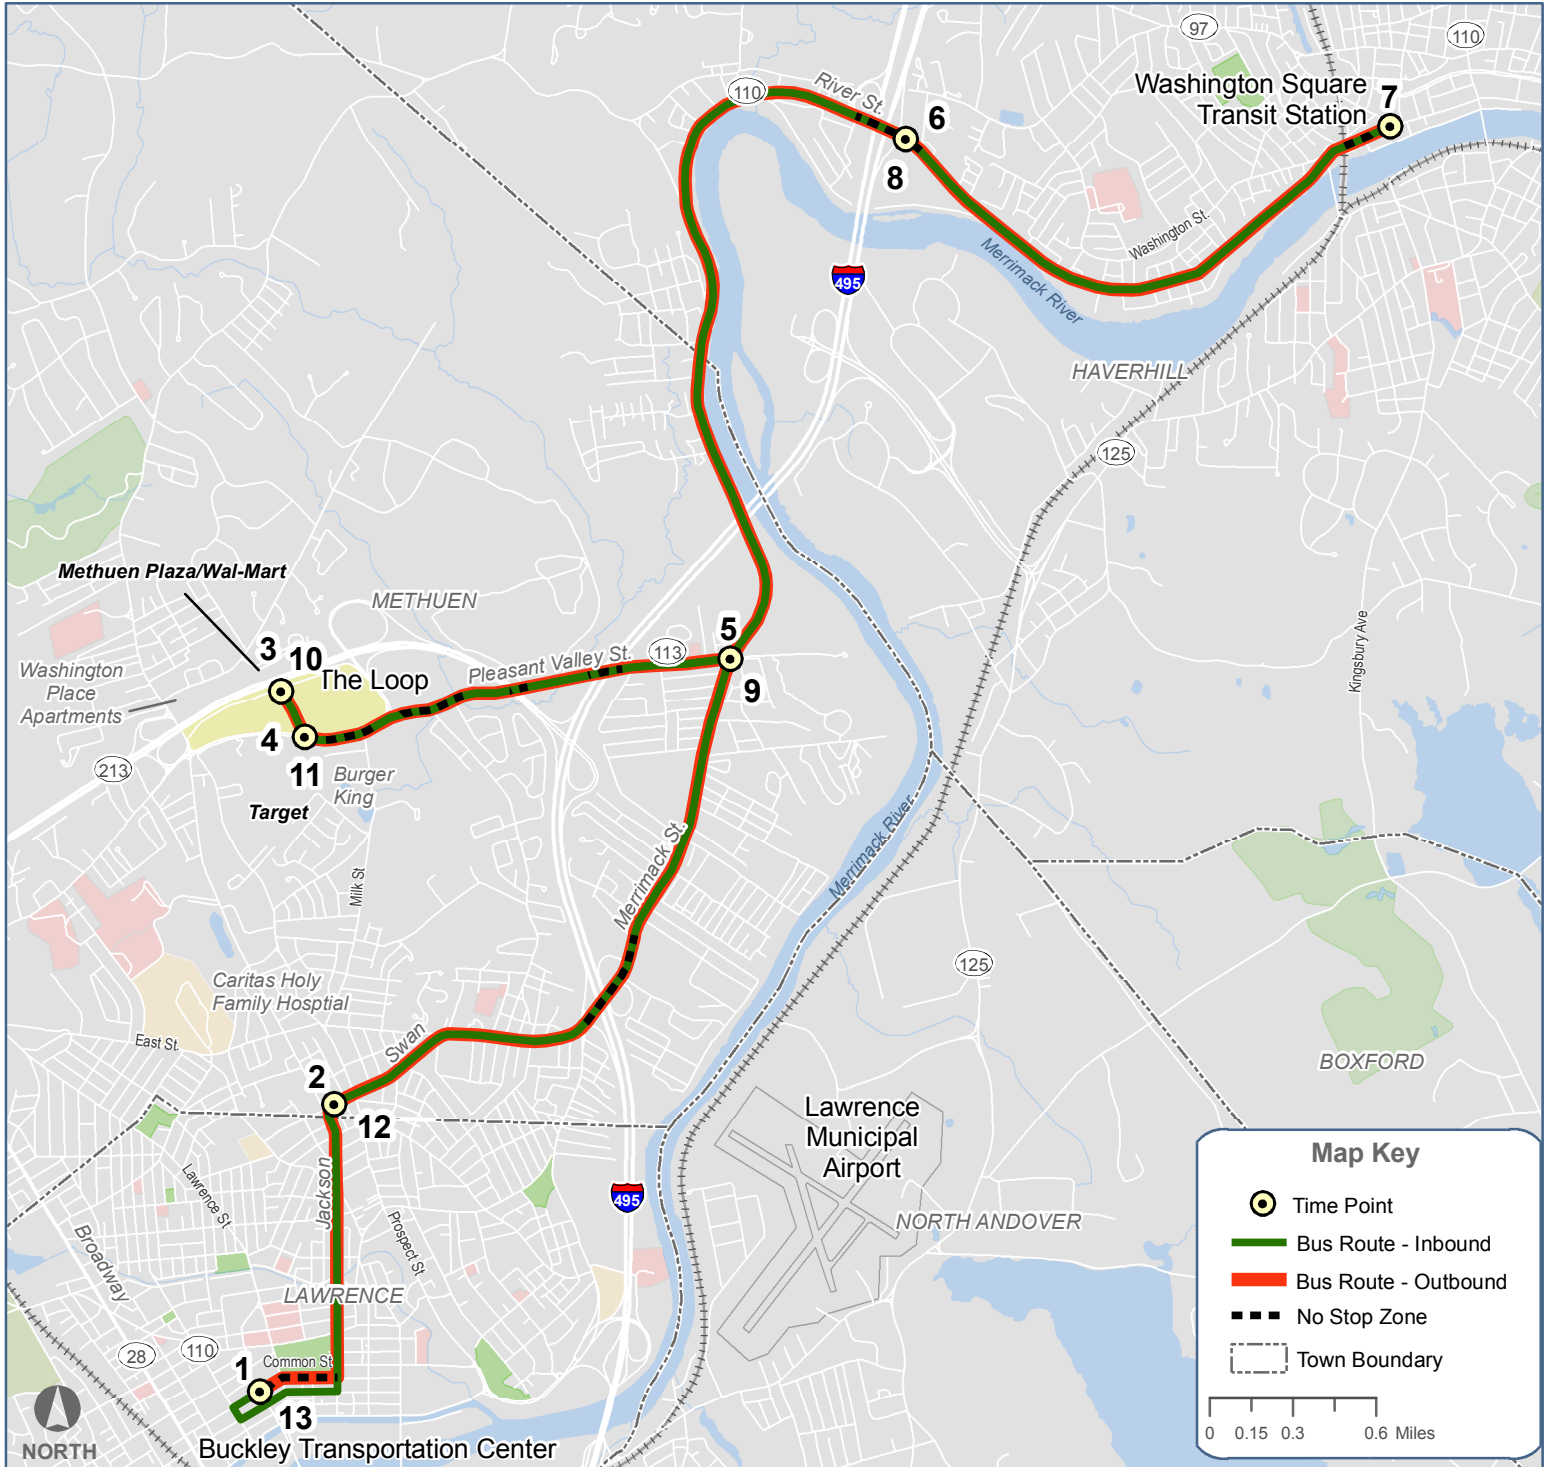 97
110
Washington Square
Transit Station
7
110
River St.
6
8
Washington St.
Merrimack River
495
HAVERHILL
125
Methuen Plaza/Wal-Mart
METHUEN
Kingsbury Ave
3
10
The Loop
Washington
Place
Apartments
Pleasant Valley St.
113
5
9
4
11
Burger
King
Target
213
Merrimack St.
Merrimack River
Milk St
Caritas Holy
Family Hosptial
125
East St.
Swan
BOXFORD
2
12
Lawrence
Municipal
Airport
Jackson
Lawrence St
Prospect St
495
NORTH ANDOVER
Broadway
LAWRENCE
28
110
Common St
1
13
Buckley Transportation Center
NORTH
Map Key
Time Point
Bus Route - Inbound
Bus Route - Outbound
No Stop Zone
Town Boundary
0 0.15 0.3 0.6 Miles